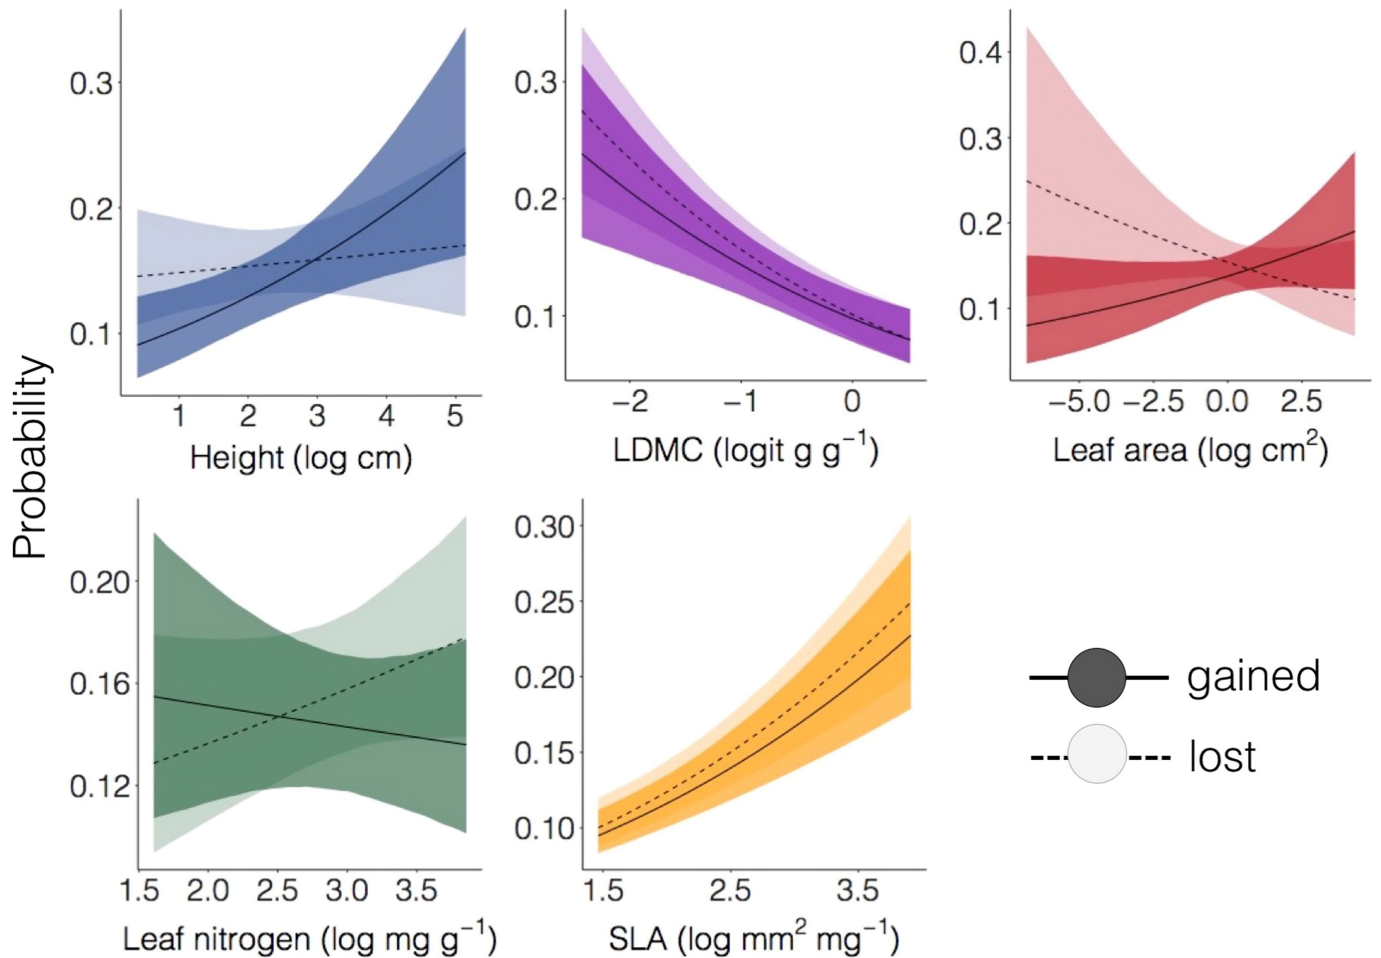 Probability
0.3
0.2
0.1
1 2 3 4 5
Height (log cm)
0.3
0.2
0.1
−2 −1 0
LDMC (logit g g⁻¹)
0.4
0.3
0.2
0.1
−5.0 −2.5 0.0 2.5
Leaf area (log cm²)
0.20
0.16
0.12
1.5 2.0 2.5 3.0 3.5
Leaf nitrogen (log mg g⁻¹)
0.30
0.25
0.20
0.15
0.10
1.5 2.5 3.5
SLA (log mm² mg⁻¹)
gained
lost